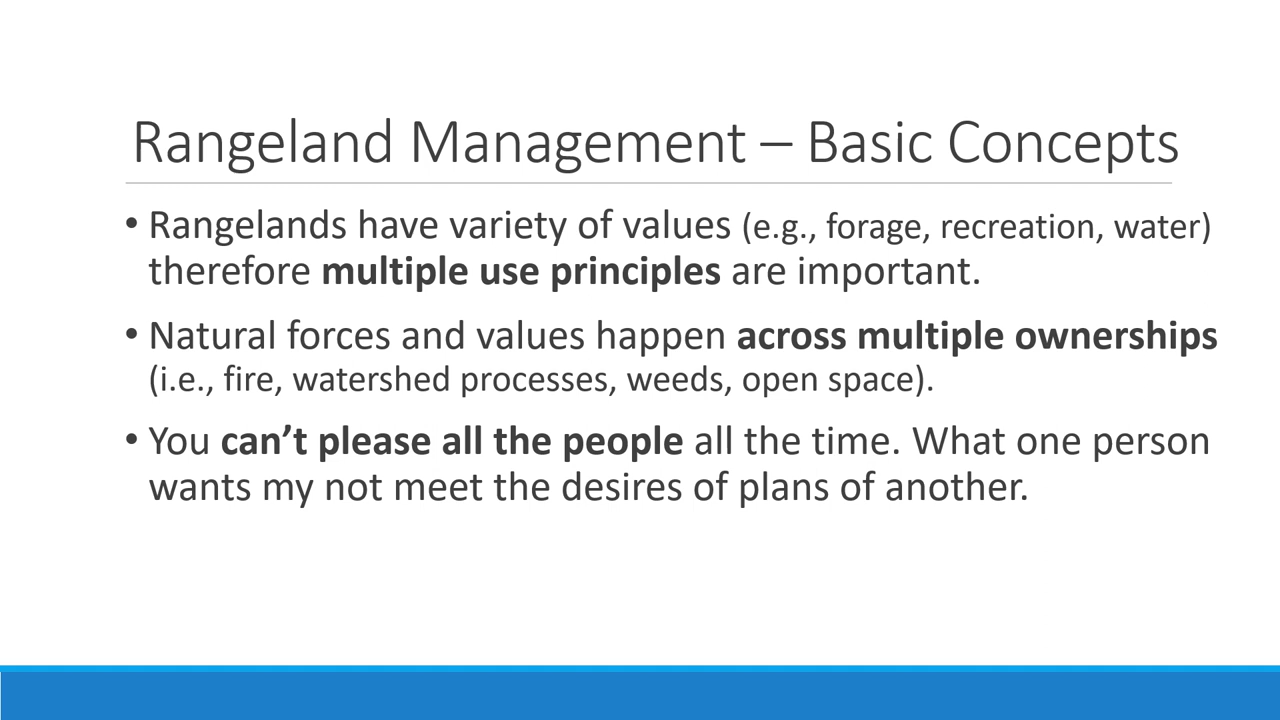 Rangeland Management – Basic Concepts
• Rangelands have variety of values (e.g., forage, recreation, water)
therefore multiple use principles are important.
• Natural forces and values happen across multiple ownerships
(i.e., fire, watershed processes, weeds, open space).
• You can’t please all the people all the time. What one person
wants my not meet the desires of plans of another.